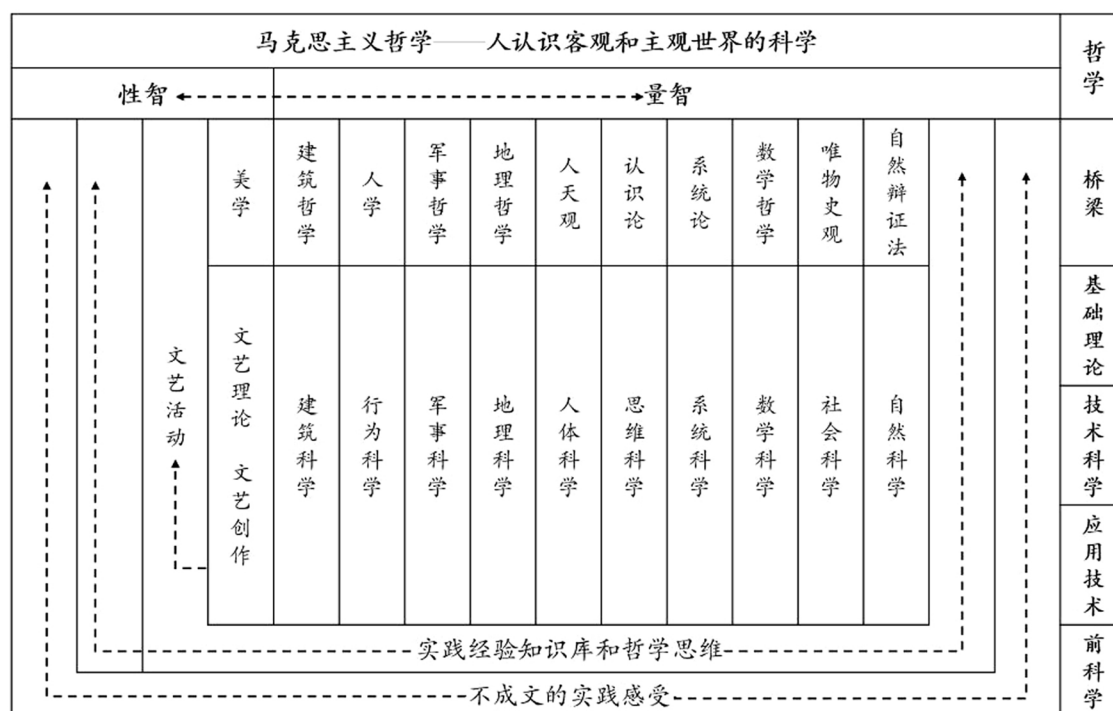 马克思主义哲学——人认识客观和主观世界的科学
哲学
性智
量智
美学
建筑哲学
人学
军事哲学
地理哲学
人天观
认识论
系统论
数学哲学
唯物史观
自然辩证法
桥梁
文艺活动
文艺理论 文艺创作
建筑科学
行为科学
军事科学
地理科学
人体科学
思维科学
系统科学
数学科学
社会科学
自然科学
基础理论
技术科学
应用技术
实践经验知识库和哲学思维
不成文的实践感受
前科学